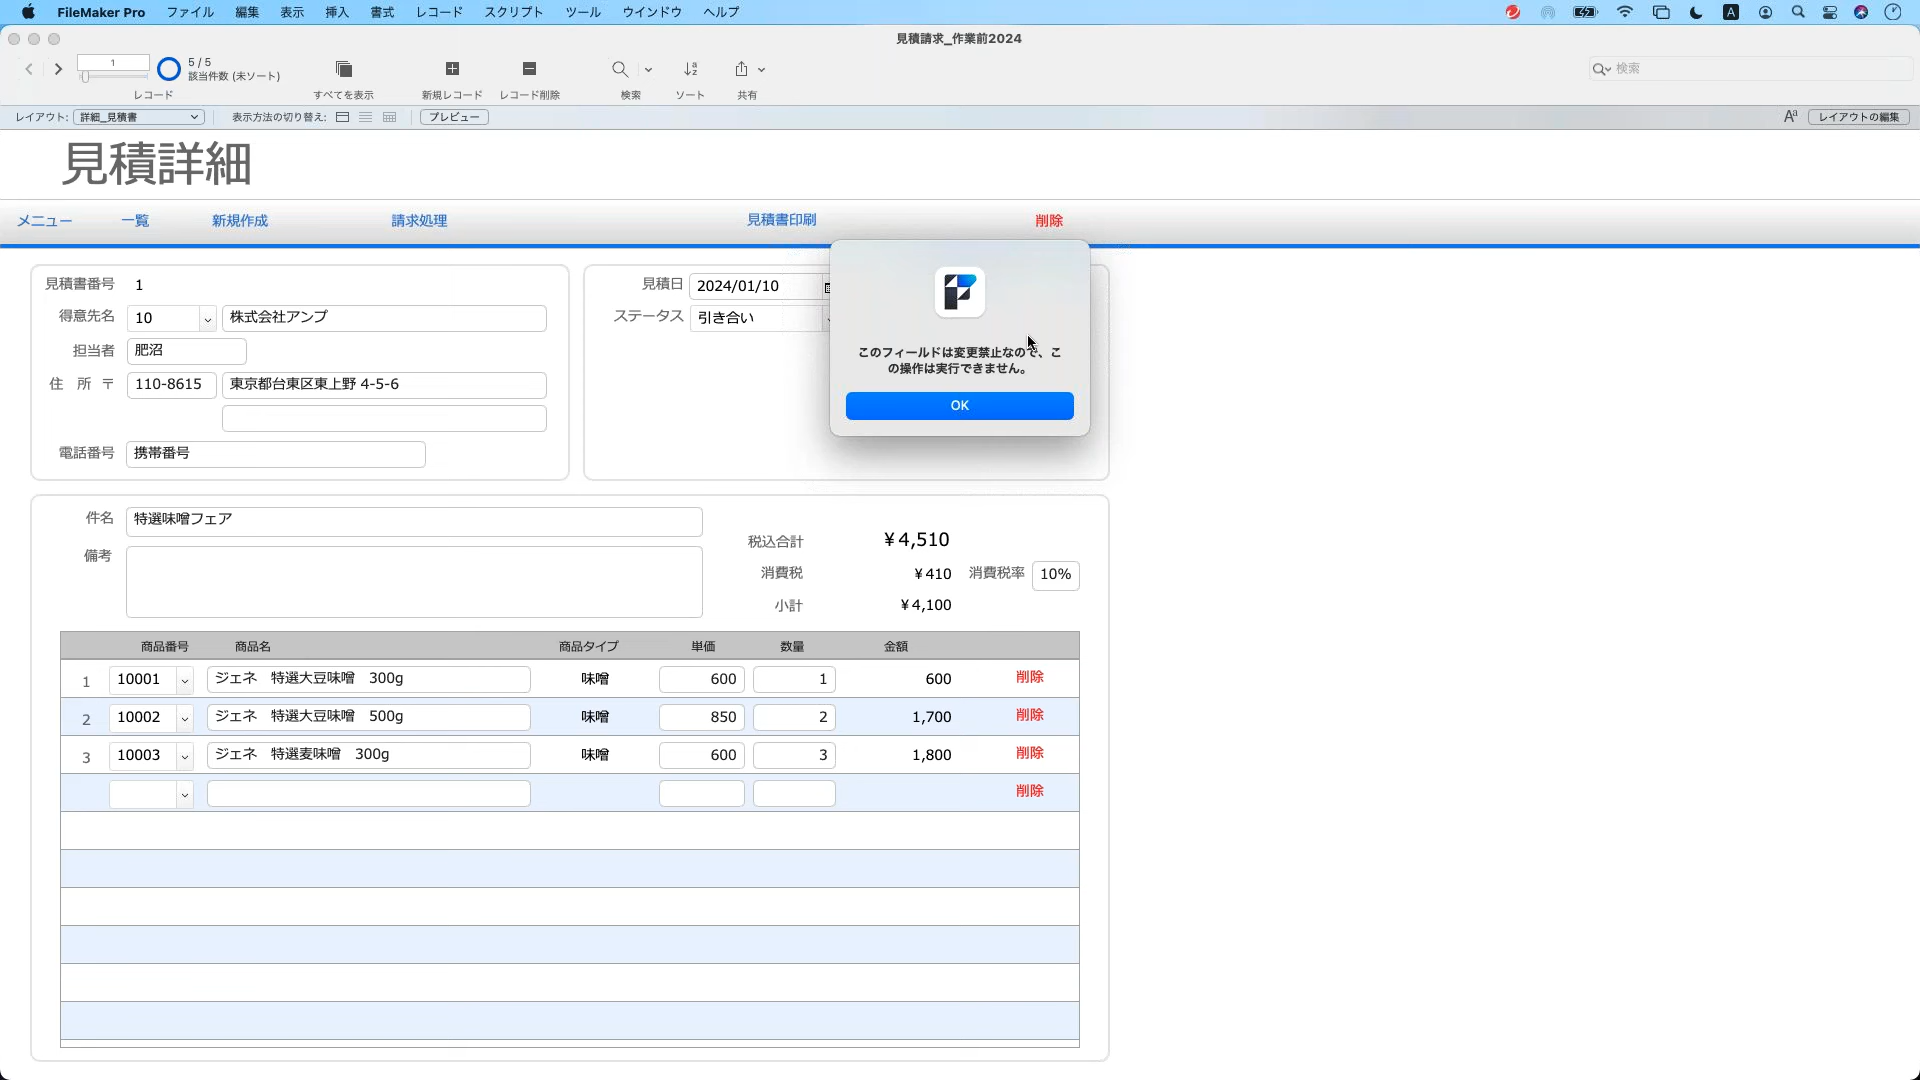 FileMaker Pro ファイル 編集 表示 挿入 書式 レコード スクリプト ツール ウインドウ ヘルプ
見積請求_作業前2024
1
5 / 5
該当件数 (未ソート)
レコード すべてを表示 新規レコード レコード削除 検索 ソート 共有
検索
レイアウト: 詳細_見積書 表示方法の切り替え: プレビュー Aa レイアウトの編集
見積詳細
メニュー 一覧 新規作成 請求処理 見積書印刷 削除
見積書番号 1
得意先名 10 株式会社アンプ
担当者 肥沼
住 所 〒 110-8615 東京都台東区東上野 4-5-6
電話番号 携帯番号
見積日 2024/01/10
ステータス 引き合い
このフィールドは変更禁止なので、こ
の操作は実行できません。
OK
件名 特選味噌フェア
備考
税込合計 ¥4,510
消費税 ¥410 消費税率 10%
小計 ¥4,100
商品番号 商品名 商品タイプ 単価 数量 金額
1 10001 ジェネ 特選大豆味噌 300g 味噌 600 1 600 削除
2 10002 ジェネ 特選大豆味噌 500g 味噌 850 2 1,700 削除
3 10003 ジェネ 特選麦味噌 300g 味噌 600 3 1,800 削除
削除